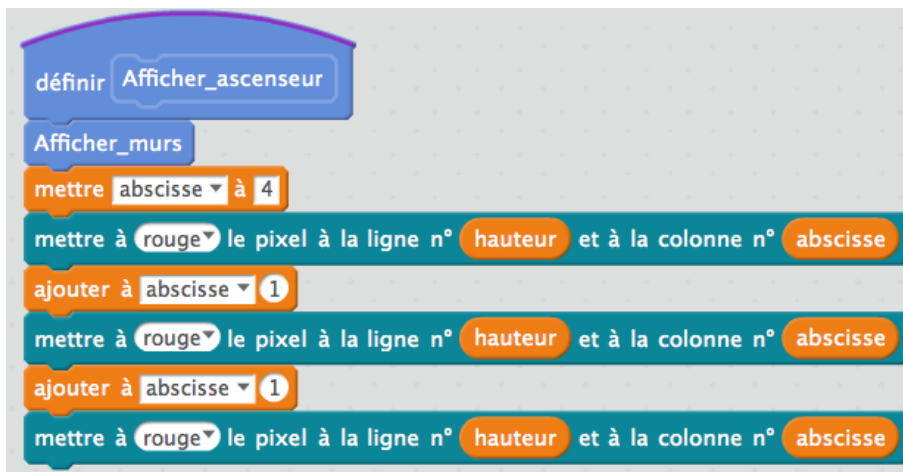 définir Afficher_ascenseur
Afficher_murs
mettre abscisse à 4
mettre à rouge le pixel à la ligne n° hauteur et à la colonne n° abscisse
ajouter à abscisse 1
mettre à rouge le pixel à la ligne n° hauteur et à la colonne n° abscisse
ajouter à abscisse 1
mettre à rouge le pixel à la ligne n° hauteur et à la colonne n° abscisse